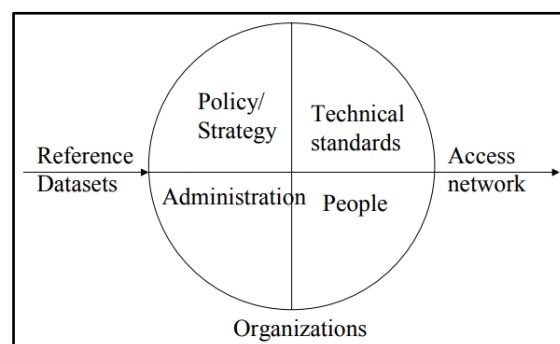 Policy/
Strategy
Technical
standards
Reference
Datasets
Access
network
Administration
People
Organizations